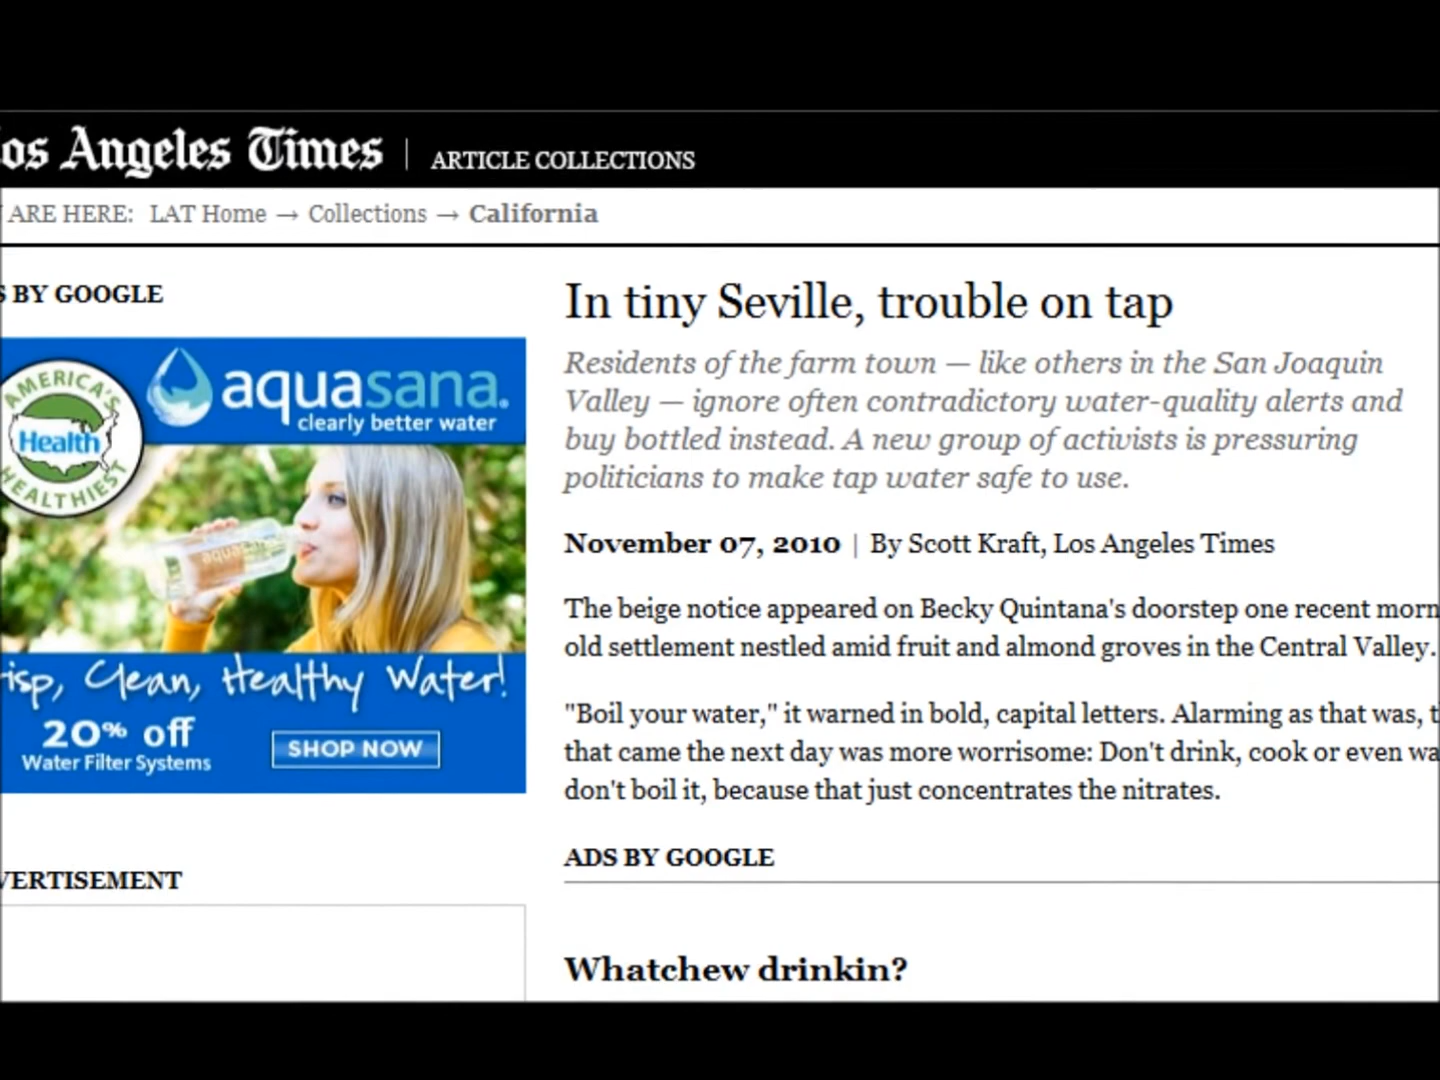 os Angeles Times | ARTICLE COLLECTIONS
ARE HERE: LAT Home → Collections → California
S BY GOOGLE
AMERICA'S
Health
HEALTHIEST
aquasana.
clearly better water
aquasana
isp, Clean, Healthy Water!
20% off
Water Filter Systems
SHOP NOW
VERTISEMENT
In tiny Seville, trouble on tap
Residents of the farm town — like others in the San Joaquin
Valley — ignore often contradictory water-quality alerts and
buy bottled instead. A new group of activists is pressuring
politicians to make tap water safe to use.
November 07, 2010 | By Scott Kraft, Los Angeles Times
The beige notice appeared on Becky Quintana's doorstep one recent morn
old settlement nestled amid fruit and almond groves in the Central Valley.
"Boil your water," it warned in bold, capital letters. Alarming as that was, t
that came the next day was more worrisome: Don't drink, cook or even wa
don't boil it, because that just concentrates the nitrates.
ADS BY GOOGLE
Whatchew drinkin?